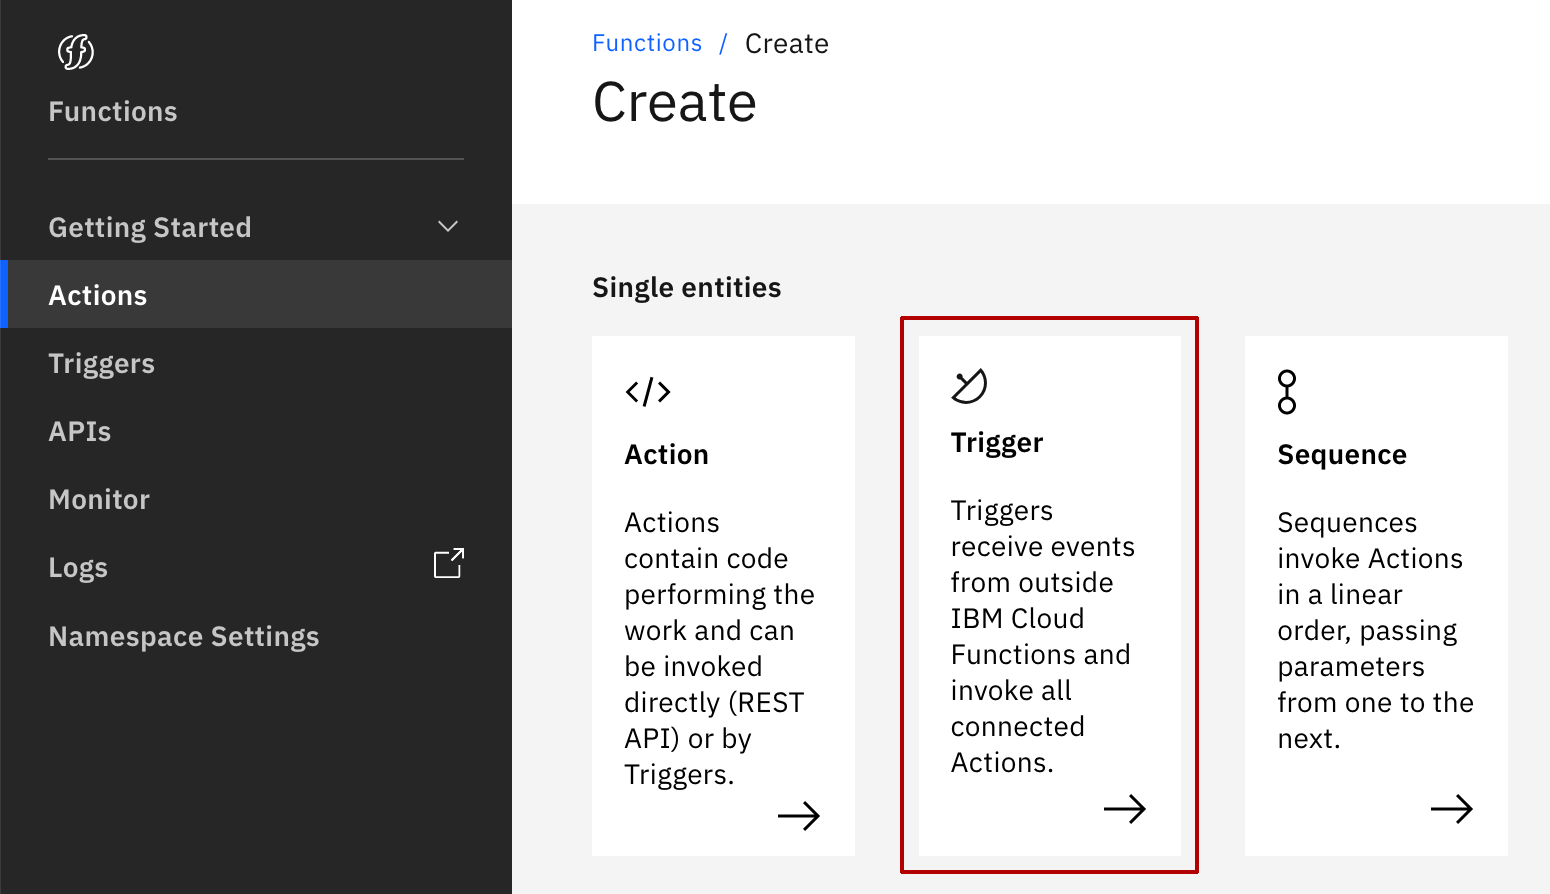 Functions
Getting Started
Actions
Triggers
APIs
Monitor
Logs
Namespace Settings
Functions / Create
Create
Single entities
Action
Actions
contain code
performing the
work and can
be invoked
directly (REST
API) or by
Triggers.
Trigger
Triggers
receive events
from outside
IBM Cloud
Functions and
invoke all
connected
Actions.
Sequence
Sequences
invoke Actions
in a linear
order, passing
parameters
from one to the
next.